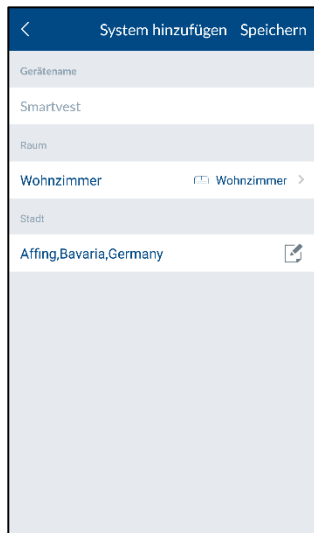 System hinzufügen Speichern
Gerätename
Smartvest
Raum
Wohnzimmer Wohnzimmer
Stadt
Affing,Bavaria,Germany